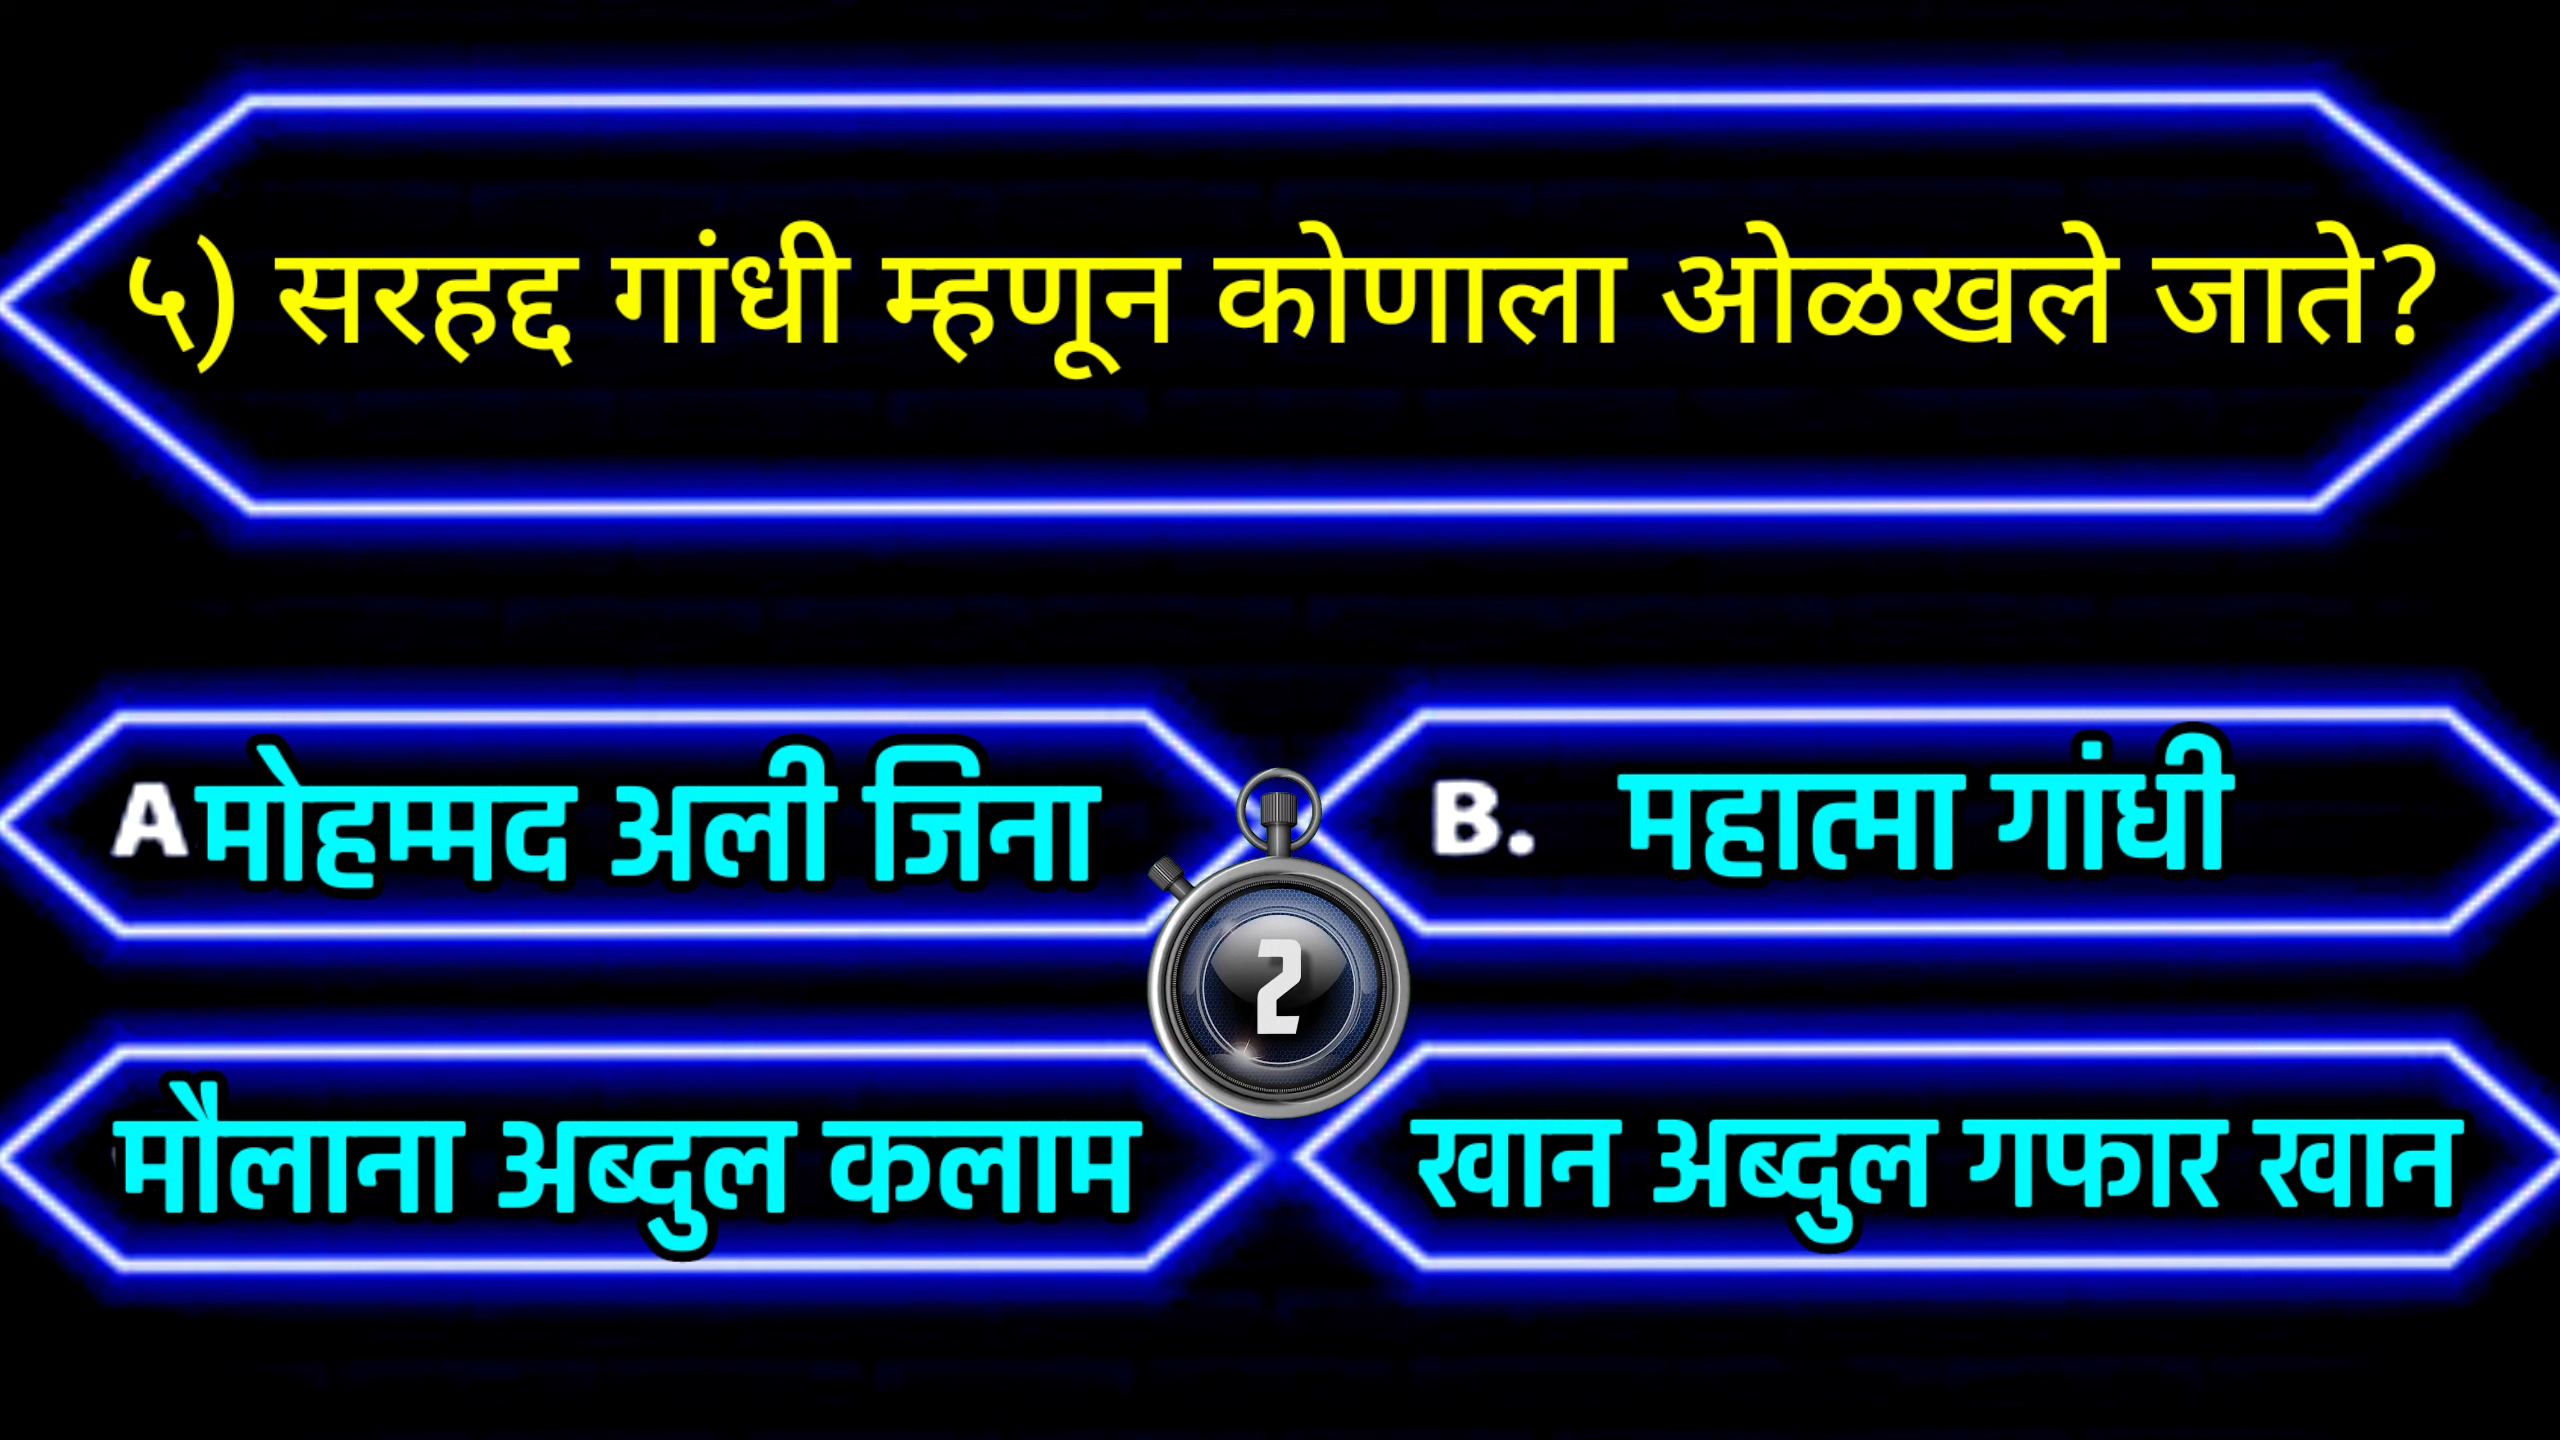 ५) सरहद्द गांधी म्हणून कोणाला ओळखले जाते?
A मोहम्मद अली जिना
B. महात्मा गांधी
2
मौलाना अब्दुल कलाम
खान अब्दुल गफार खान